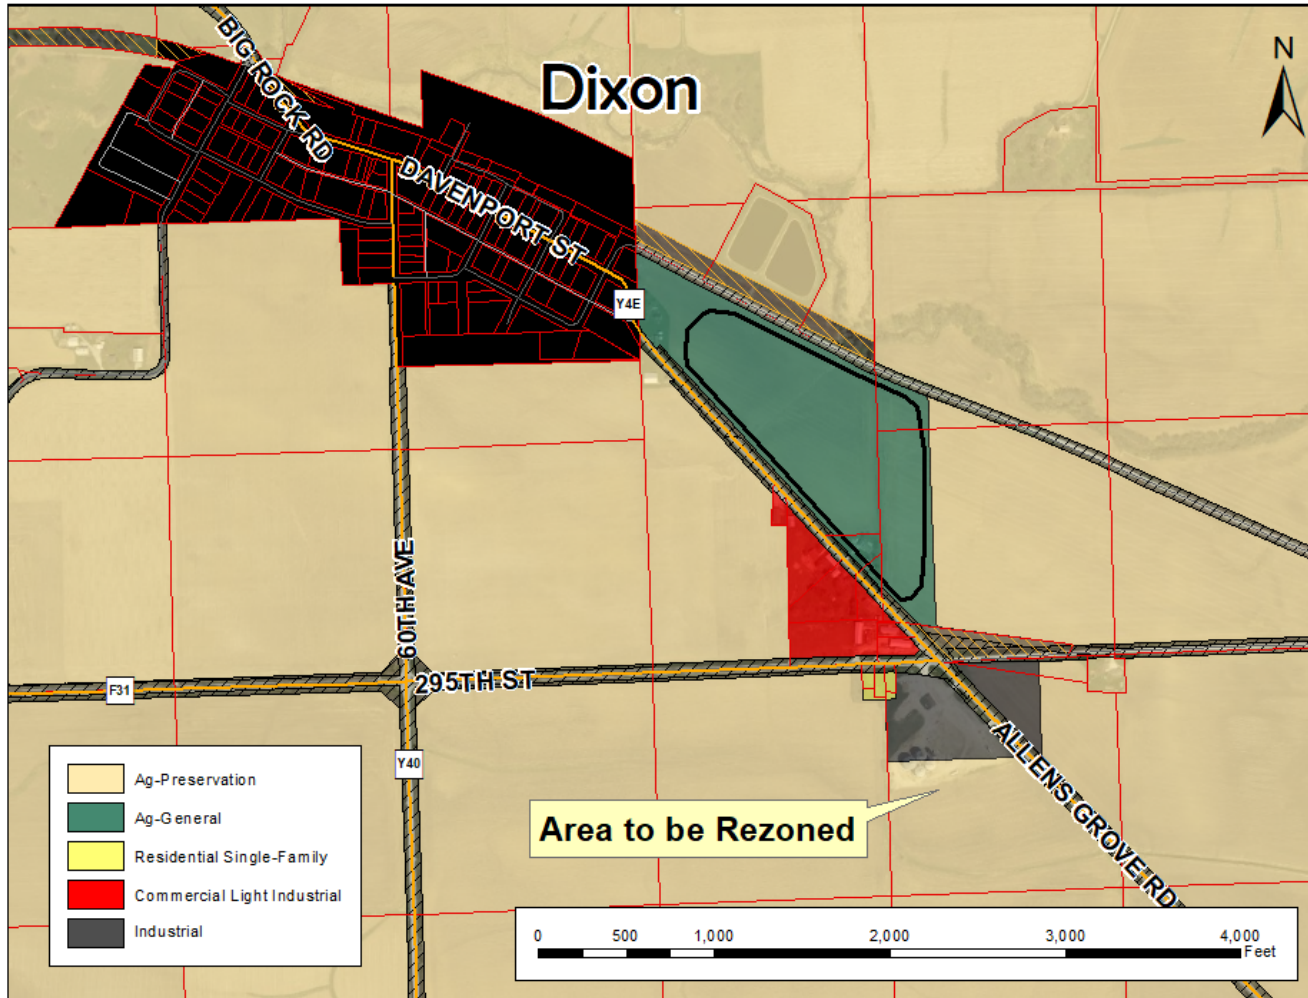 BIG ROCK RD
Dixon
N
DAVENPORT ST
Y4E
60TH AVE
295TH ST
F31
Y40
ALLENS GROVE RD
Area to be Rezoned
Ag-Preservation
Ag-General
Residential Single-Family
Commercial Light Industrial
Industrial
0 500 1,000 2,000 3,000 4,000
Feet